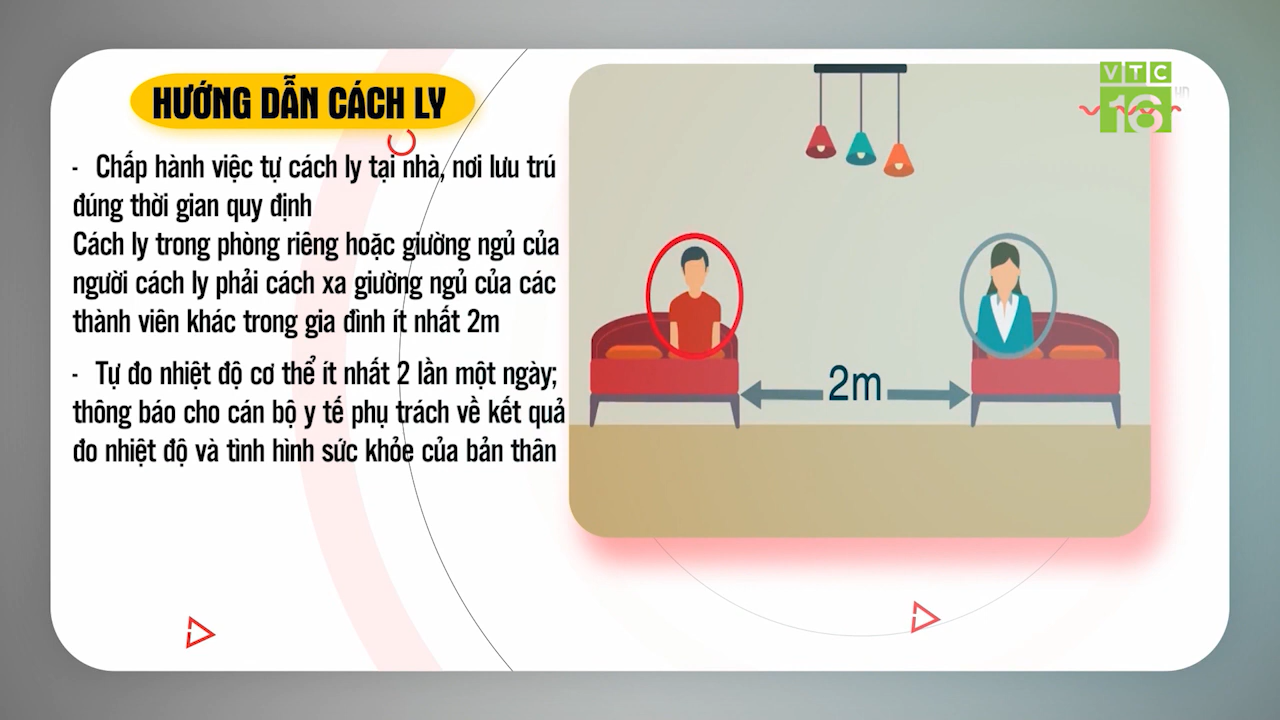 HƯỚNG DẪN CÁCH LY
- Chấp hành việc tự cách ly tại nhà, nơi lưu trú
đúng thời gian quy định
Cách ly trong phòng riêng hoặc giường ngủ của
người cách ly phải cách xa giường ngủ của các
thành viên khác trong gia đình ít nhất 2m
- Tự đo nhiệt độ cơ thể ít nhất 2 lần một ngày;
thông báo cho cán bộ y tế phụ trách về kết quả
đo nhiệt độ và tình hình sức khỏe của bản thân
2m
VTC
16